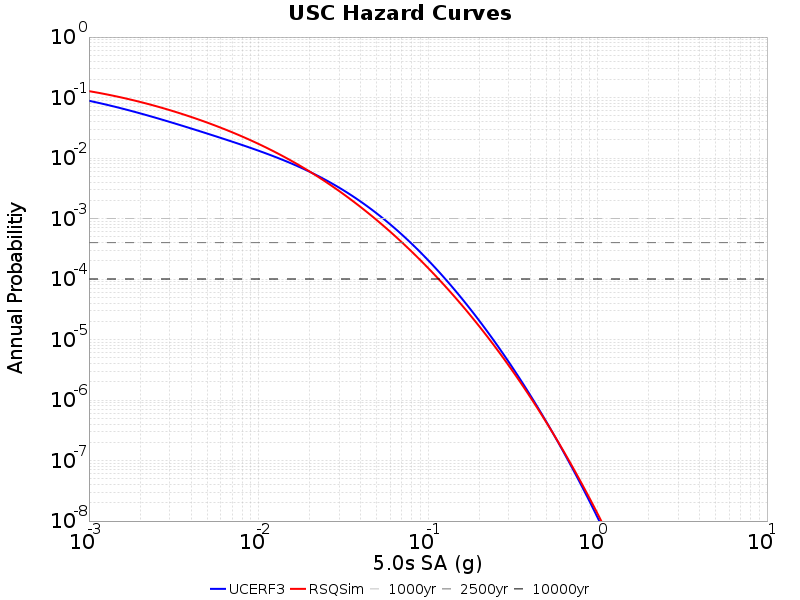 USC Hazard Curves
10^0
10^-1
10^-2
10^-3
10^-4
10^-5
10^-6
10^-7
10^-8
Annual Probabilitiy
10^-3 10^-2 10^-1 10^0 10^1
5.0s SA (g)
UCERF3 RSQSim 1000yr 2500yr 10000yr